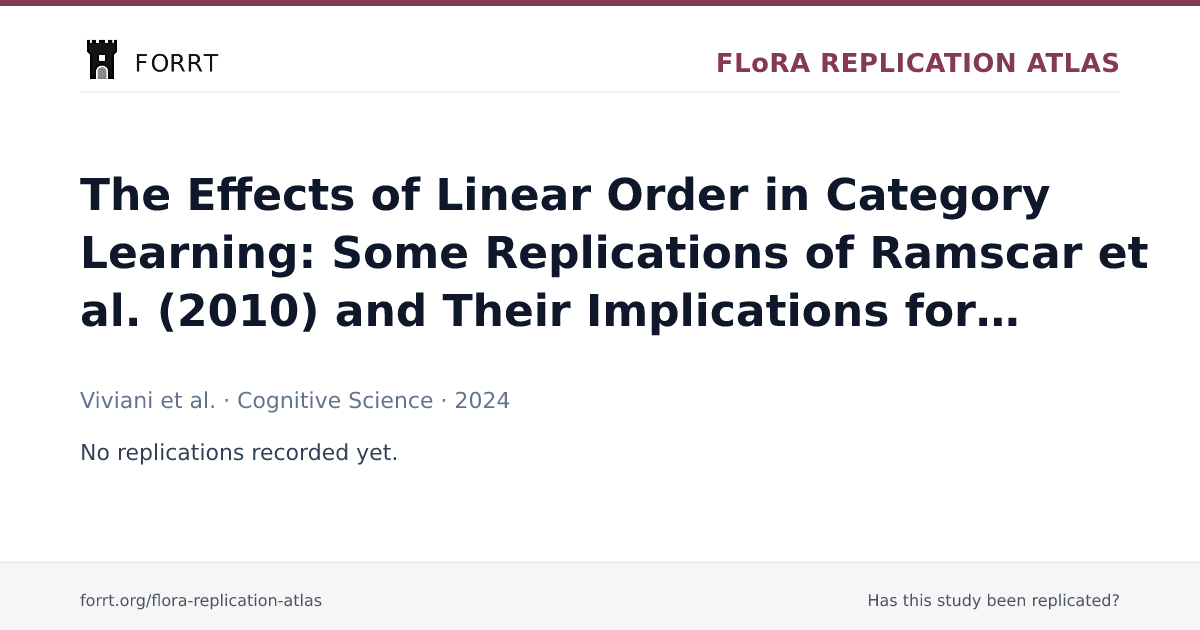 FORRT
FLoRA REPLICATION ATLAS
The Effects of Linear Order in Category
Learning: Some Replications of Ramscar et
al. (2010) and Their Implications for…
Viviani et al. · Cognitive Science · 2024
No replications recorded yet.
forrt.org/flora-replication-atlas
Has this study been replicated?